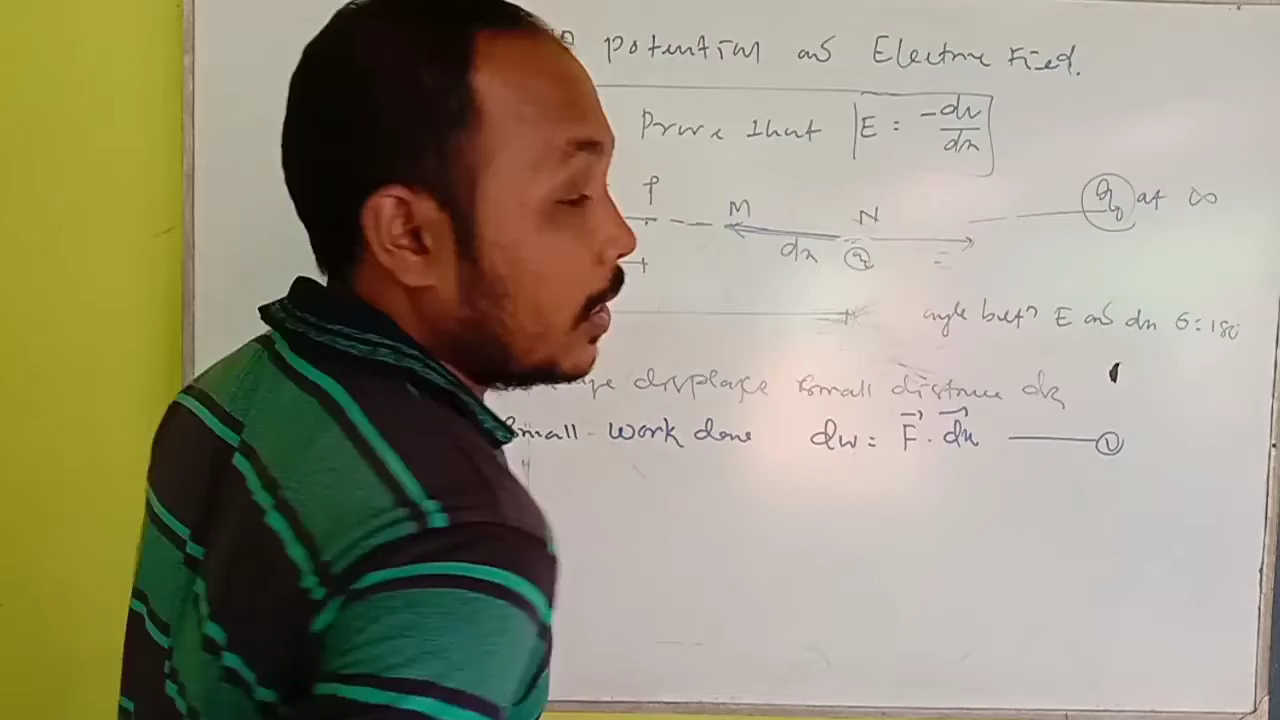 potential and Electric Field.
Prove that E = -dv/dx
P M N q₀ at ∞
+ dx
+
angle betⁿ E and dx θ = 180
displace small distance dx
Small work done dw = F⃗ . dx⃗ ①